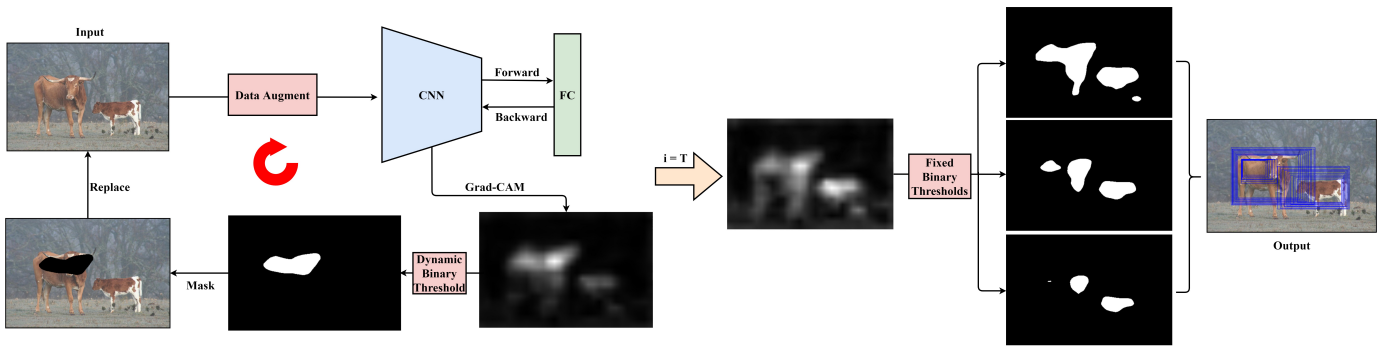 Input
Data Augment
CNN
Forward
Backward
FC
Grad-CAM
Dynamic
Binary
Threshold
Mask
Replace
i = T
Fixed
Binary
Thresholds
Output